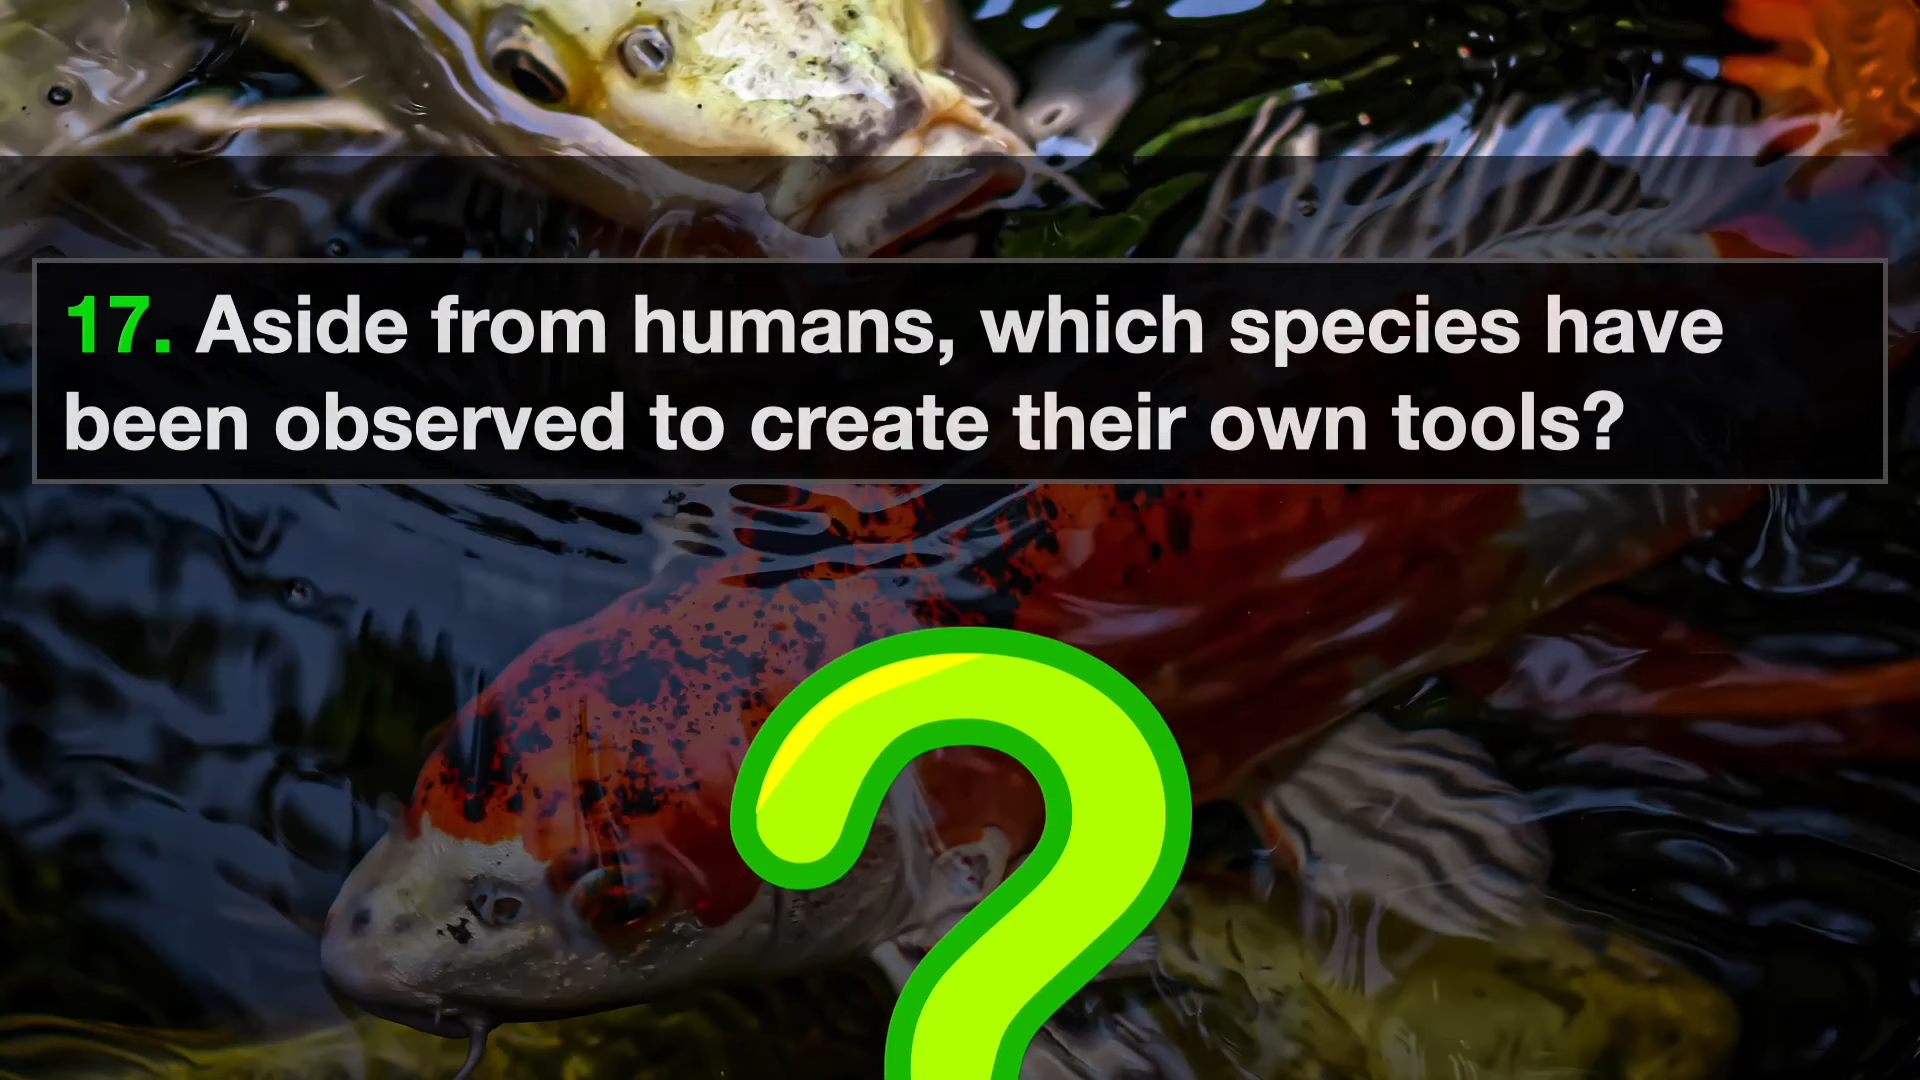 17. Aside from humans, which species have
been observed to create their own tools?